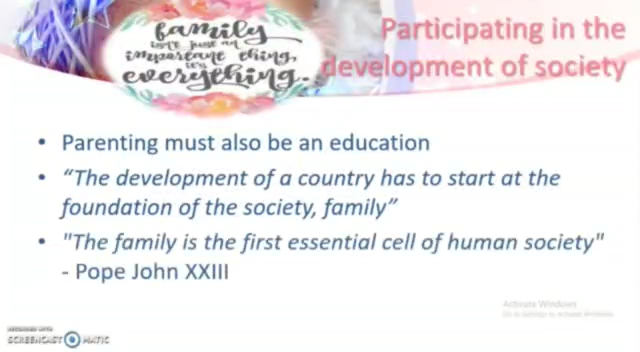 family
isn't just an
important thing,
it's
everything.
Participating in the
development of society
• Parenting must also be an education
• “The development of a country has to start at the
foundation of the society, family”
• "The family is the first essential cell of human society"
- Pope John XXIII
Activate Windows
Go to Settings to activate Windows.
RECORDED WITH
SCREENCAST MATIC